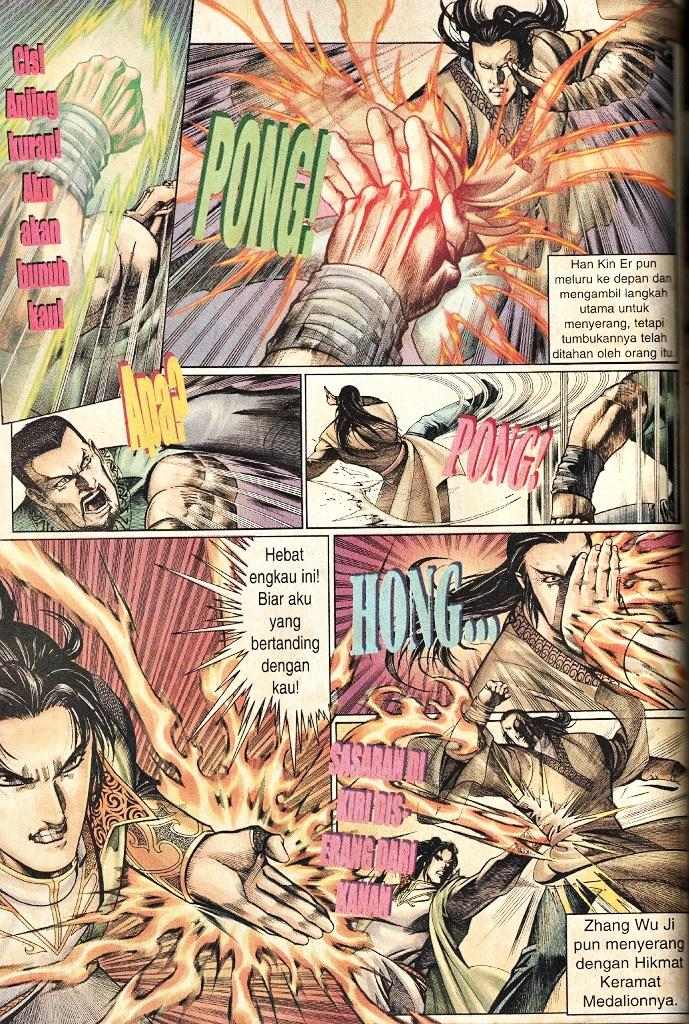 Cis!
Anjing
kurap!
Aku
akan
bunuh
kau!
PONG!
Han Kin Er pun
meluru ke depan dan
mengambil langkah
utama untuk
menyerang, tetapi
tumbukannya telah
ditahan oleh orang itu.
Apa?
PONG!
Hebat
engkau ini!
Biar aku
yang
bertanding
dengan
kau!
HONG...
SASARAN DI
KIRI DIS-
ERANG DARI
KANAN
Zhang Wu Ji
pun menyerang
dengan Hikmat
Keramat
Medalionnya.